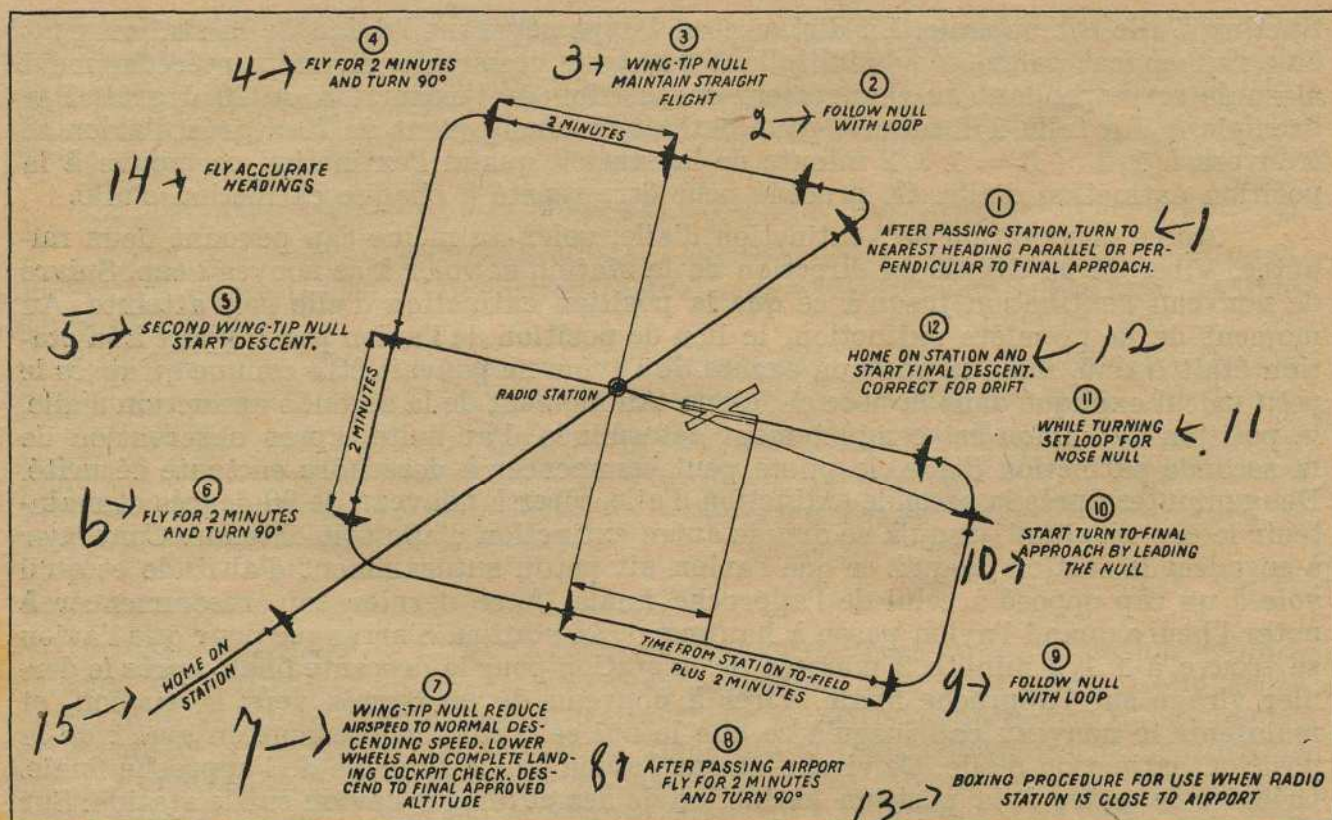 4
4 → FLY FOR 2 MINUTES
AND TURN 90°
3
3 → WING-TIP NULL
MAINTAIN STRAIGHT
FLIGHT
2
2 → FOLLOW NULL
WITH LOOP
2 MINUTES
14 → FLY ACCURATE
HEADINGS
1
AFTER PASSING STATION, TURN TO ← 1
NEAREST HEADING PARALLEL OR PER-
PENDICULAR TO FINAL APPROACH.
5
5 → SECOND WING-TIP NULL
START DESCENT.
12
HOME ON STATION AND ← 12
START FINAL DESCENT.
CORRECT FOR DRIFT
RADIO STATION
2 MINUTES
11
WHILE TURNING
SET LOOP FOR ← 11
NOSE NULL
6
6 → FLY FOR 2 MINUTES
AND TURN 90°
10
START TURN TO-FINAL
10 → APPROACH BY LEADING
THE NULL
TIME FROM STATION TO-FIELD
PLUS 2 MINUTES
9
9 → FOLLOW NULL
WITH LOOP
15 → HOME ON
STATION
7
7 → WING-TIP NULL REDUCE
AIRSPEED TO NORMAL DES-
CENDING SPEED. LOWER
WHEELS AND COMPLETE LAND-
ING COCKPIT CHECK. DES-
CEND TO FINAL APPROVED
ALTITUDE
8
8 → AFTER PASSING AIRPORT
FLY FOR 2 MINUTES
AND TURN 90°
13 → BOXING PROCEDURE FOR USE WHEN RADIO
STATION IS CLOSE TO AIRPORT